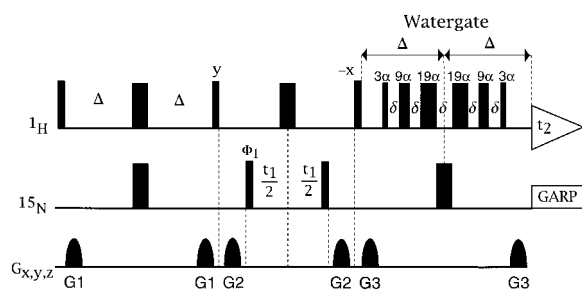 Watergate
Δ Δ
y −x 3α 9α 19α 19α 9α 3α
1H Δ Δ δ δ δ δ δ t2
Φ1 t1/2 t1/2
15N GARP
Gx,y,z
G1 G1 G2 G2 G3 G3